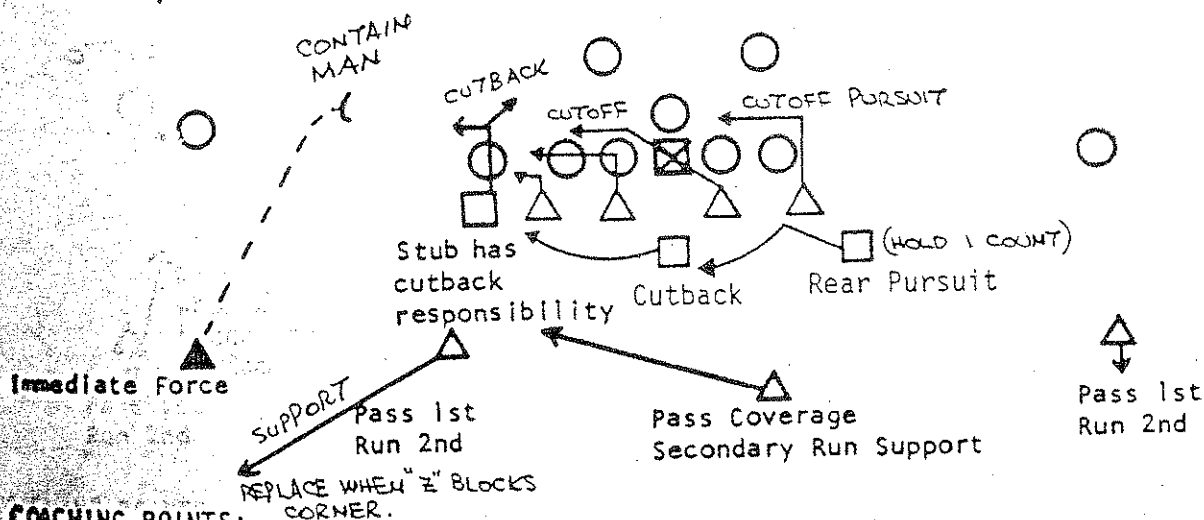 CONTAIN
MAN
CUTBACK
CUTOFF
CUTOFF PURSUIT
Stub has
cutback
responsibility
Cutback
(HOLD 1 COUNT)
Rear Pursuit
Immediate Force
SUPPORT
Pass 1st
Run 2nd
Pass Coverage
Secondary Run Support
Pass 1st
Run 2nd
REPLACE WHEN "Z" BLOCKS
CORNER.
COACHING POINTS: